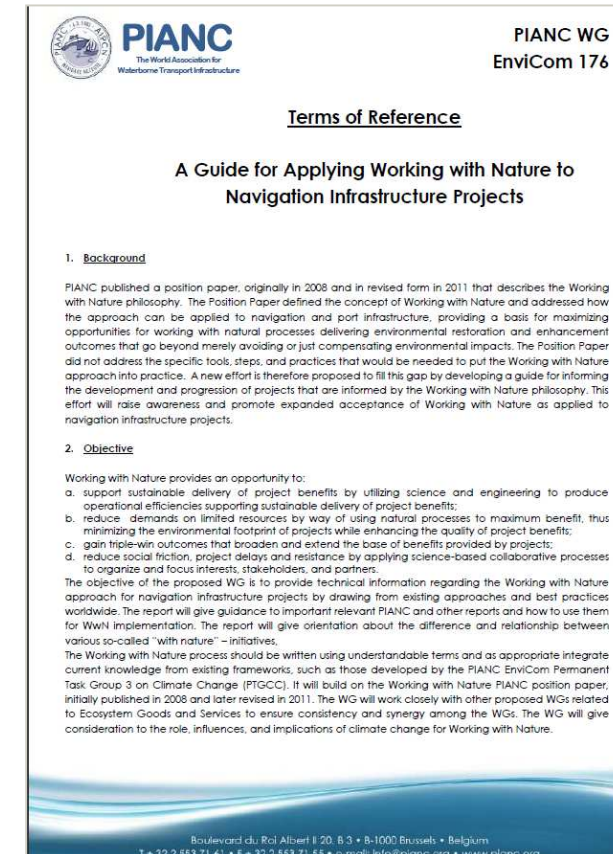 PIANC
The World Association for
Waterborne Transport Infrastructure
PIANC WG
EnviCom 176
Terms of Reference
A Guide for Applying Working with Nature to
Navigation Infrastructure Projects
1. Background
PIANC published a position paper, originally in 2008 and in revised form in 2011 that describes the Working
with Nature philosophy. The Position Paper defined the concept of Working with Nature and addressed how
the approach can be applied to navigation and port infrastructure, providing a basis for maximizing
opportunities for working with natural processes delivering environmental restoration and enhancement
outcomes that go beyond merely avoiding or just compensating environmental impacts. The Position Paper
did not address the specific tools, steps, and practices that would be needed to put the Working with Nature
approach into practice. A new effort is therefore proposed to fill this gap by developing a guide for informing
the development and progression of projects that are informed by the Working with Nature philosophy. This
effort will raise awareness and promote expanded acceptance of Working with Nature as applied to
navigation infrastructure projects.
2. Objective
Working with Nature provides an opportunity to:
a. support sustainable delivery of project benefits by utilizing science and engineering to produce
operational efficiencies supporting sustainable delivery of project benefits;
b. reduce demands on limited resources by way of using natural processes to maximum benefit, thus
minimizing the environmental footprint of projects while enhancing the quality of project benefits;
c. gain triple-win outcomes that broaden and extend the base of benefits provided by projects;
d. reduce social friction, project delays and resistance by applying science-based collaborative processes
to organize and focus interests, stakeholders, and partners.
The objective of the proposed WG is to provide technical information regarding the Working with Nature
approach for navigation infrastructure projects by drawing from existing approaches and best practices
worldwide. The report will give guidance to important relevant PIANC and other reports and how to use them
for WwN implementation. The report will give orientation about the difference and relationship between
various so-called "with nature" – initiatives,
The Working with Nature process should be written using understandable terms and as appropriate integrate
current knowledge from existing frameworks, such as those developed by the PIANC EnviCom Permanent
Task Group 3 on Climate Change (PTGCC). It will build on the Working with Nature PIANC position paper,
initially published in 2008 and later revised in 2011. The WG will work closely with other proposed WGs related
to Ecosystem Goods and Services to ensure consistency and synergy among the WGs. The WG will give
consideration to the role, influences, and implications of climate change for Working with Nature.
Boulevard du Roi Albert II 20, B 3 • B-1000 Brussels • Belgium